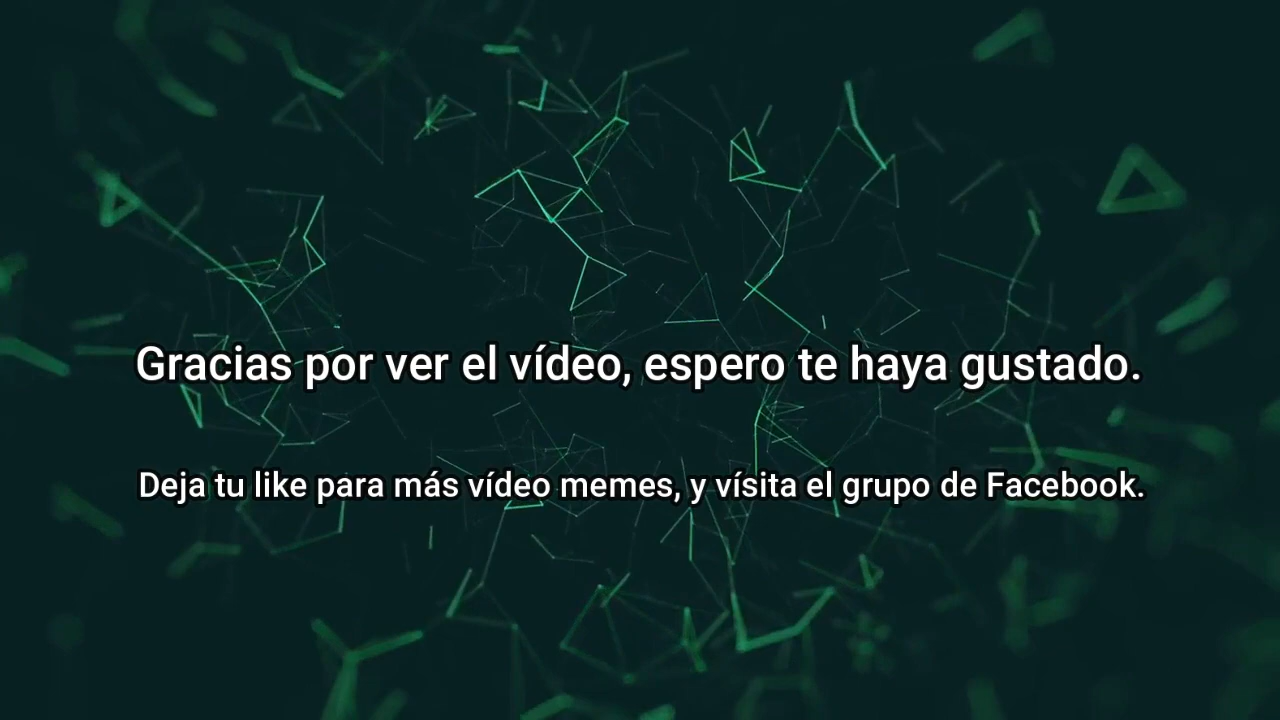 Gracias por ver el vídeo, espero te haya gustado.
Deja tu like para más vídeo memes, y vísita el grupo de Facebook.